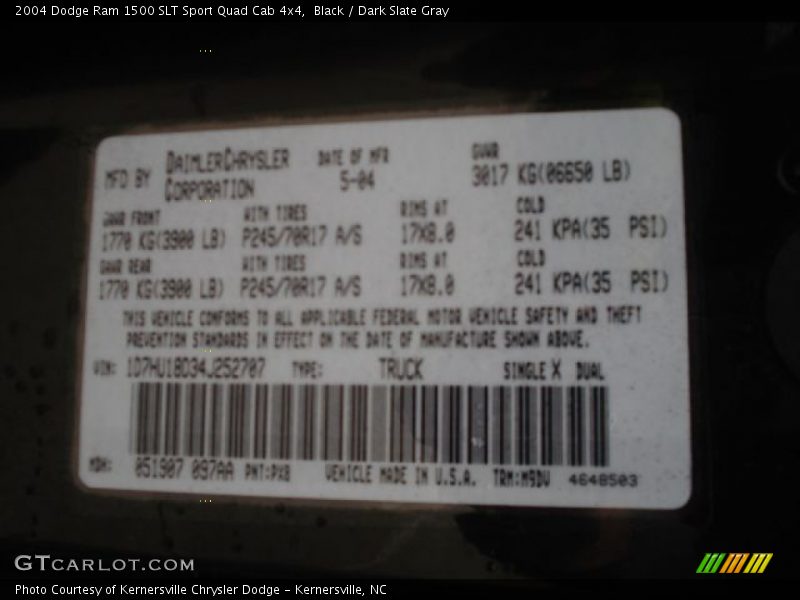 2004 Dodge Ram 1500 SLT Sport Quad Cab 4x4,  Black / Dark Slate Gray
MFD BY DAIMLERCHRYSLER CORPORATION DATE OF MFR 5-04 GVWR 3017 KG(06650 LB)
GAWR FRONT WITH TIRES RIMS AT COLD
1770 KG(3900 LB) P245/70R17 A/S 17X8.0 241 KPA(35 PSI)
GAWR REAR WITH TIRES RIMS AT COLD
1770 KG(3900 LB) P245/70R17 A/S 17X8.0 241 KPA(35 PSI)
THIS VEHICLE CONFORMS TO ALL APPLICABLE FEDERAL MOTOR VEHICLE SAFETY AND THEFT
PREVENTION STANDARDS IN EFFECT ON THE DATE OF MANUFACTURE SHOWN ABOVE.
VIN: 1D7HU18D34J252707 TYPE: TRUCK SINGLE X DUAL
MDH: 051907 097AA PNT:PX8 VEHICLE MADE IN U.S.A. TRM:M9DV 4648503
GTCARLOT.COM
Photo Courtesy of Kernersville Chrysler Dodge - Kernersville, NC